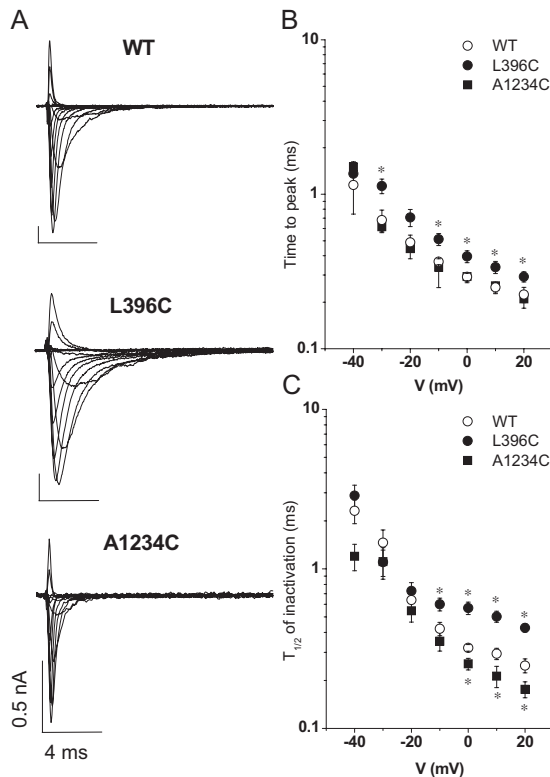 A
WT
L396C
A1234C
0.5 nA
4 ms
B
WT
L396C
A1234C
Time to peak (ms)
10
1
0.1
* * * * *
-40 -20 0 20
V (mV)
C
WT
L396C
A1234C
T1/2 of inactivation (ms)
10
1
0.1
* * * *
* * *
-40 -20 0 20
V (mV)